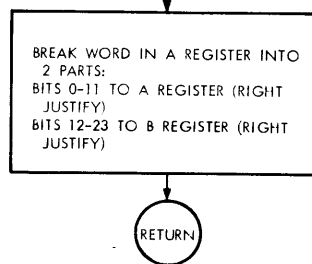 BREAK WORD IN A REGISTER INTO
2 PARTS:
BITS 0-11 TO A REGISTER (RIGHT
JUSTIFY)
BITS 12-23 TO B REGISTER (RIGHT
JUSTIFY)
RETURN